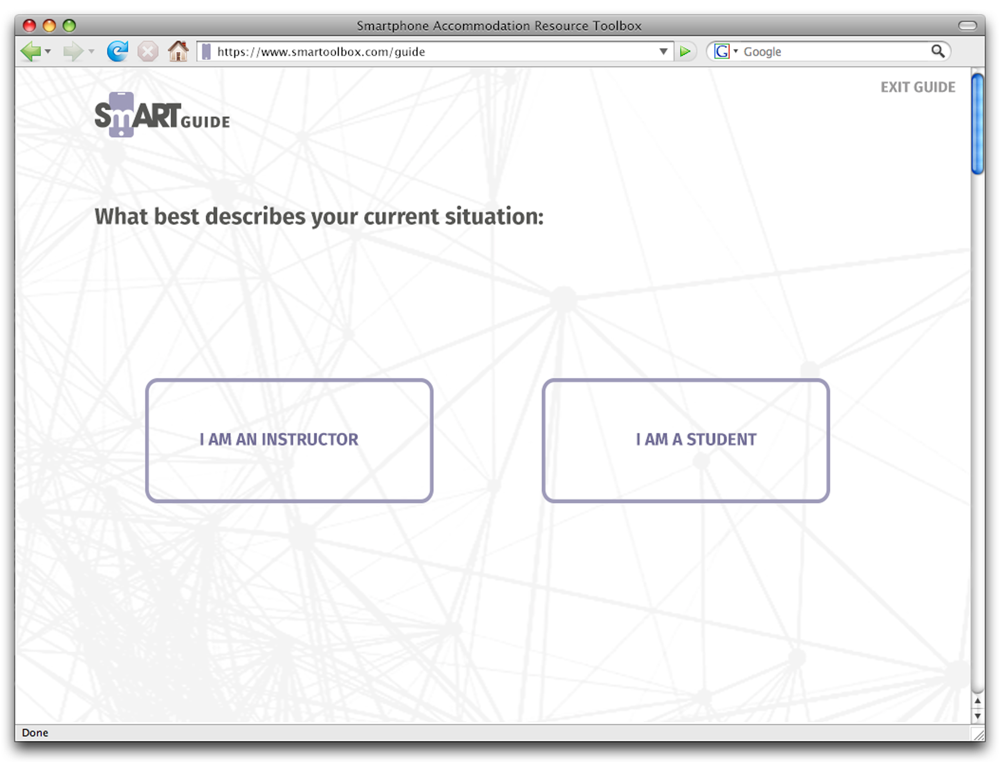 Smartphone Accommodation Resource Toolbox
https://www.smartoolbox.com/guide
G Google
EXIT GUIDE
SmART GUIDE
What best describes your current situation:
I AM AN INSTRUCTOR
I AM A STUDENT
Done